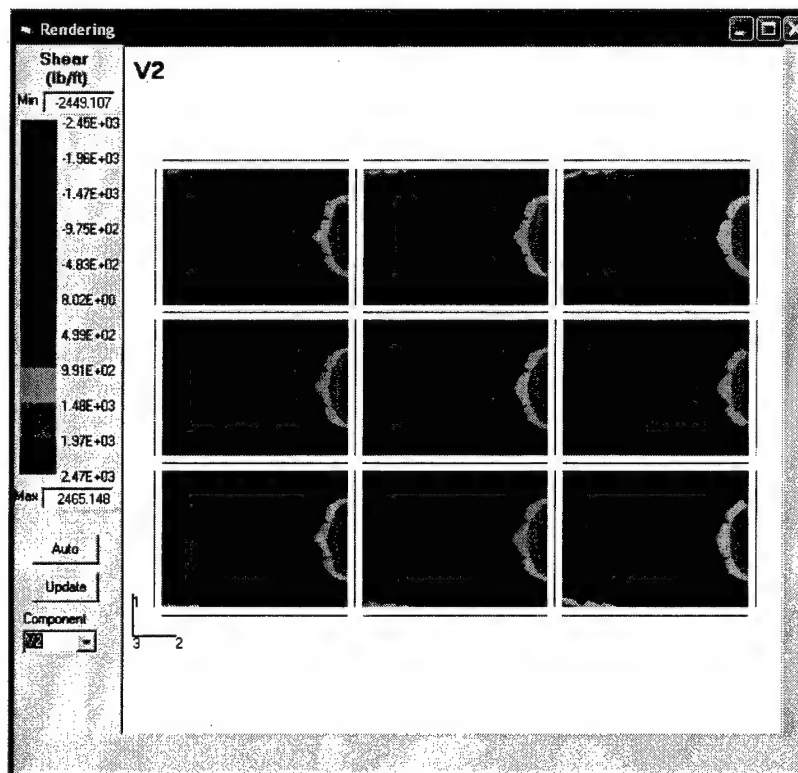 Rendering
Shear
(lb/ft)
Min -2449.107
-2.45E+03
-1.96E+03
-1.47E+03
-9.75E+02
-4.83E+02
8.02E+00
4.99E+02
9.91E+02
1.48E+03
1.97E+03
2.47E+03
Max 2465.148
Auto
Update
Component
V2
V2
1
3 2